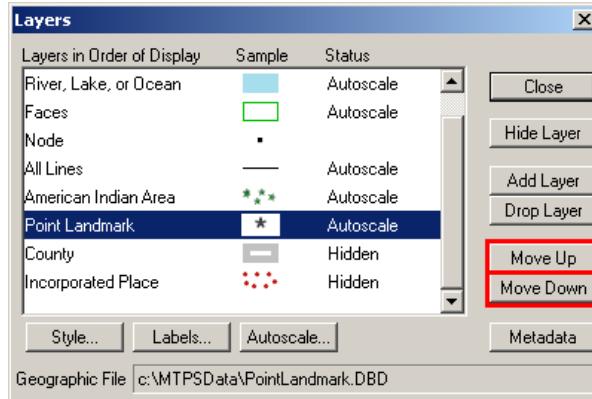 Layers
Layers in Order of Display Sample Status
River, Lake, or Ocean Autoscale
Faces Autoscale
Node
All Lines Autoscale
American Indian Area Autoscale
Point Landmark Autoscale
County Hidden
Incorporated Place Hidden
Close
Hide Layer
Add Layer
Drop Layer
Move Up
Move Down
Style... Labels... Autoscale... Metadata
Geographic File c:\MTPSData\PointLandmark.DBD